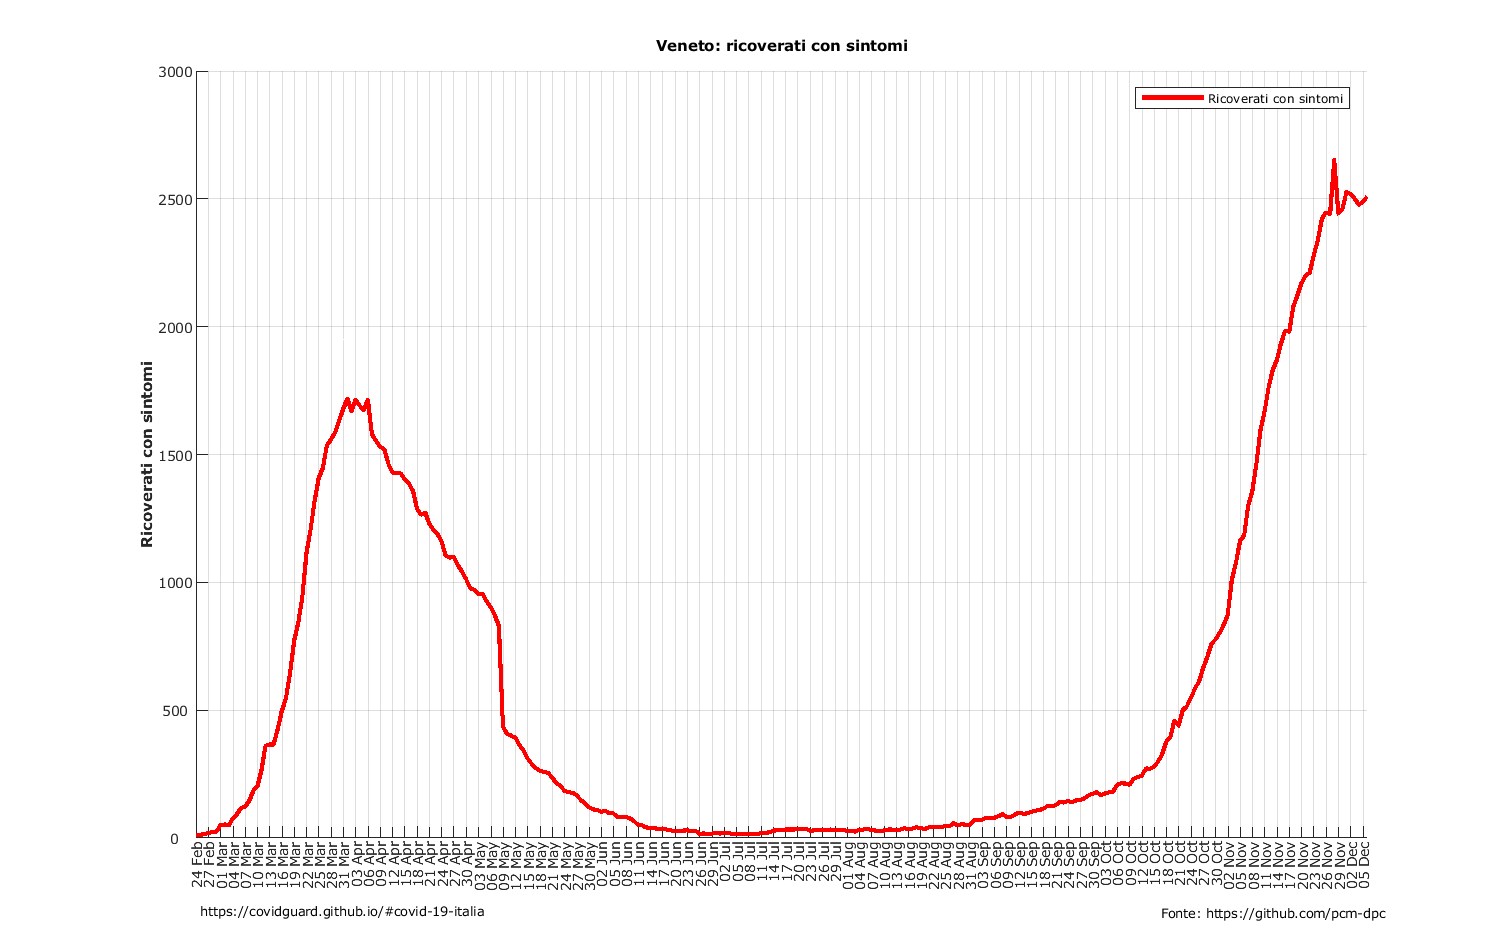 Veneto: ricoverati con sintomi
Ricoverati con sintomi
Ricoverati con sintomi
3000
2500
2000
1500
1000
500
0
24 Feb
27 Feb
01 Mar
04 Mar
07 Mar
10 Mar
13 Mar
16 Mar
19 Mar
22 Mar
25 Mar
28 Mar
31 Mar
03 Apr
06 Apr
09 Apr
12 Apr
15 Apr
18 Apr
21 Apr
24 Apr
27 Apr
30 Apr
03 May
06 May
09 May
12 May
15 May
18 May
21 May
24 May
27 May
30 May
02 Jun
05 Jun
08 Jun
11 Jun
14 Jun
17 Jun
20 Jun
23 Jun
26 Jun
29 Jun
02 Jul
05 Jul
08 Jul
11 Jul
14 Jul
17 Jul
20 Jul
23 Jul
26 Jul
29 Jul
01 Aug
04 Aug
07 Aug
10 Aug
13 Aug
16 Aug
19 Aug
22 Aug
25 Aug
28 Aug
31 Aug
03 Sep
06 Sep
09 Sep
12 Sep
15 Sep
18 Sep
21 Sep
24 Sep
27 Sep
30 Sep
03 Oct
06 Oct
09 Oct
12 Oct
15 Oct
18 Oct
21 Oct
24 Oct
27 Oct
30 Oct
02 Nov
05 Nov
08 Nov
11 Nov
14 Nov
17 Nov
20 Nov
23 Nov
26 Nov
29 Nov
02 Dec
05 Dec
https://covidguard.github.io/#covid-19-italia
Fonte: https://github.com/pcm-dpc